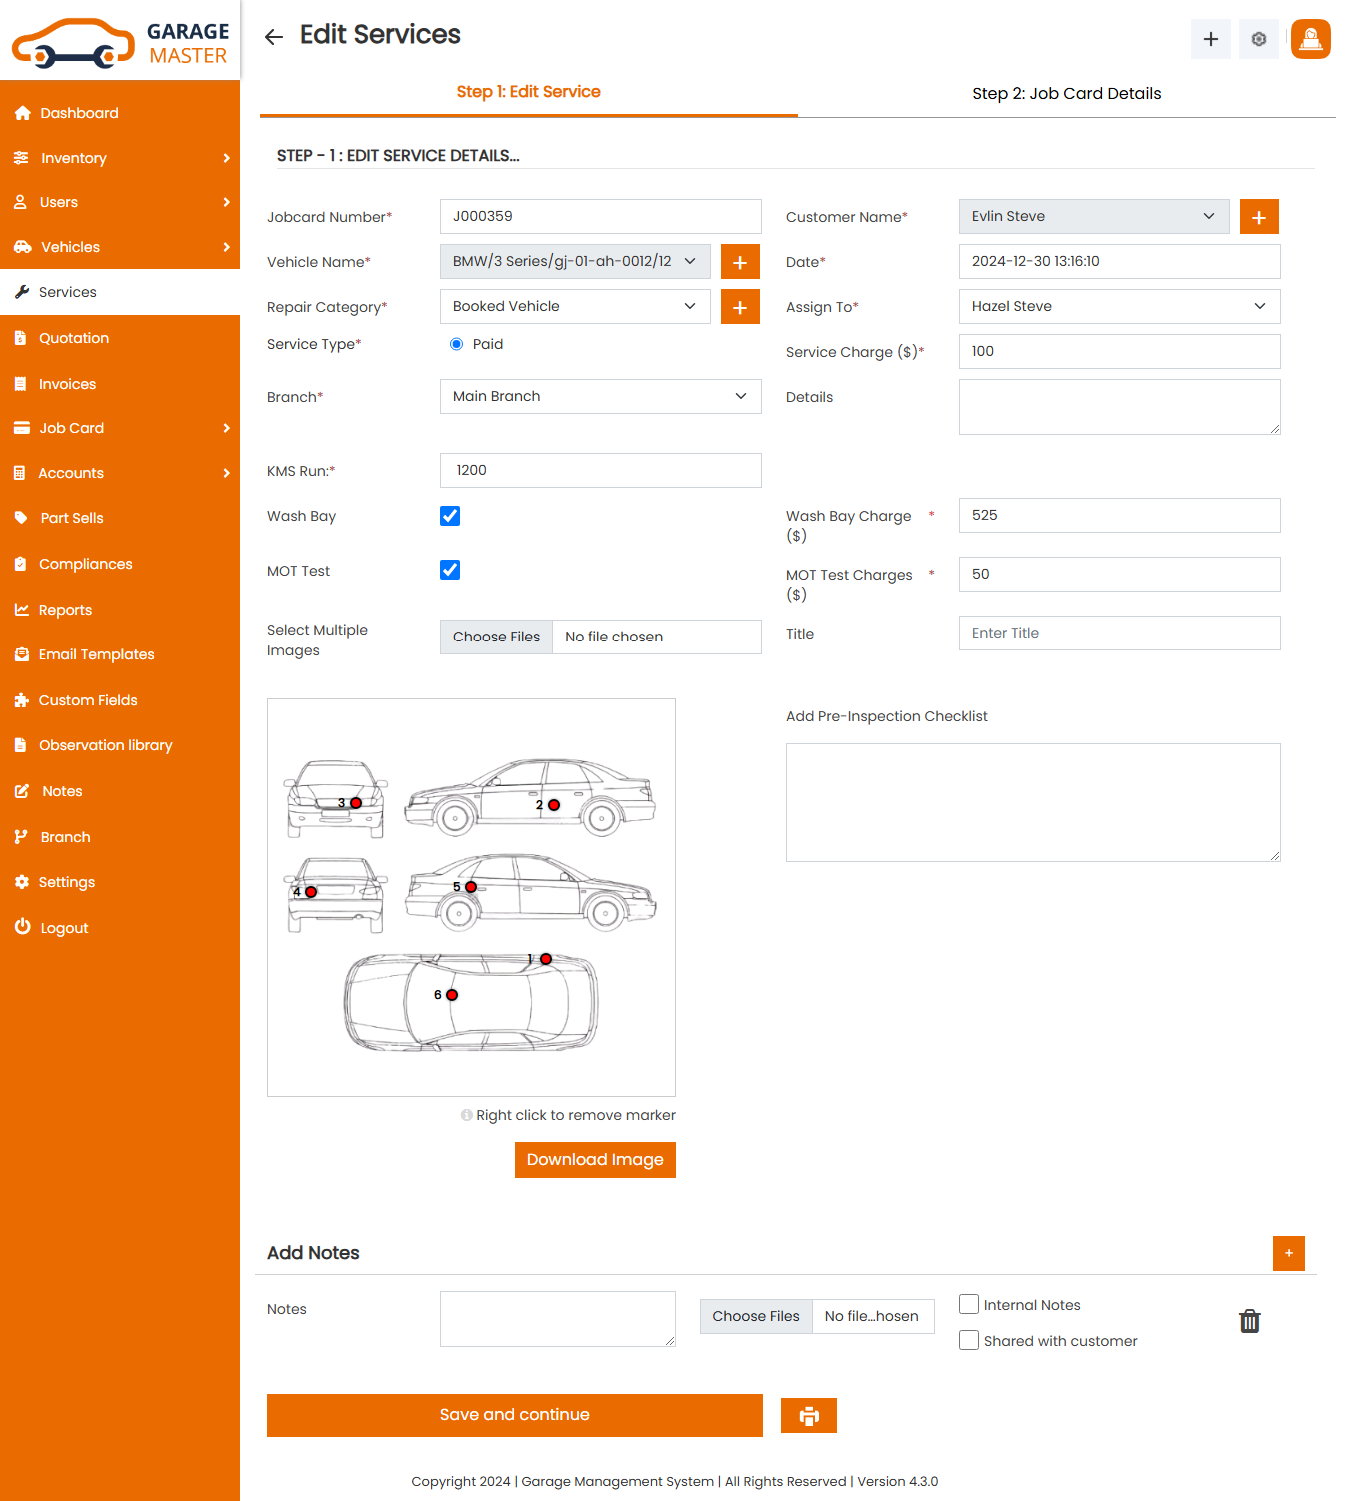 GARAGE
MASTER
Dashboard
Inventory
Users
Vehicles
Services
Quotation
Invoices
Job Card
Accounts
Part Sells
Compliances
Reports
Email Templates
Custom Fields
Observation library
Notes
Branch
Settings
Logout
Edit Services
Step 1: Edit Service
Step 2: Job Card Details
STEP - 1 : EDIT SERVICE DETAILS...
Jobcard Number* J000359
Customer Name* Evlin Steve +
Vehicle Name* BMW/3 Series/gj-01-ah-0012/12 +
Date* 2024-12-30 13:16:10
Repair Category* Booked Vehicle +
Assign To* Hazel Steve
Service Type* Paid
Service Charge ($)* 100
Branch* Main Branch
Details
KMS Run:* 1200
Wash Bay
Wash Bay Charge * 525
($)
MOT Test
MOT Test Charges * 50
($)
Select Multiple
Images
Choose Files No file chosen
Title Enter Title
3
2
4
5
1
6
Add Pre-Inspection Checklist
Right click to remove marker
Download Image
Add Notes +
Notes
Choose Files No file...hosen
Internal Notes
Shared with customer
Save and continue
Copyright 2024 | Garage Management System | All Rights Reserved | Version 4.3.0